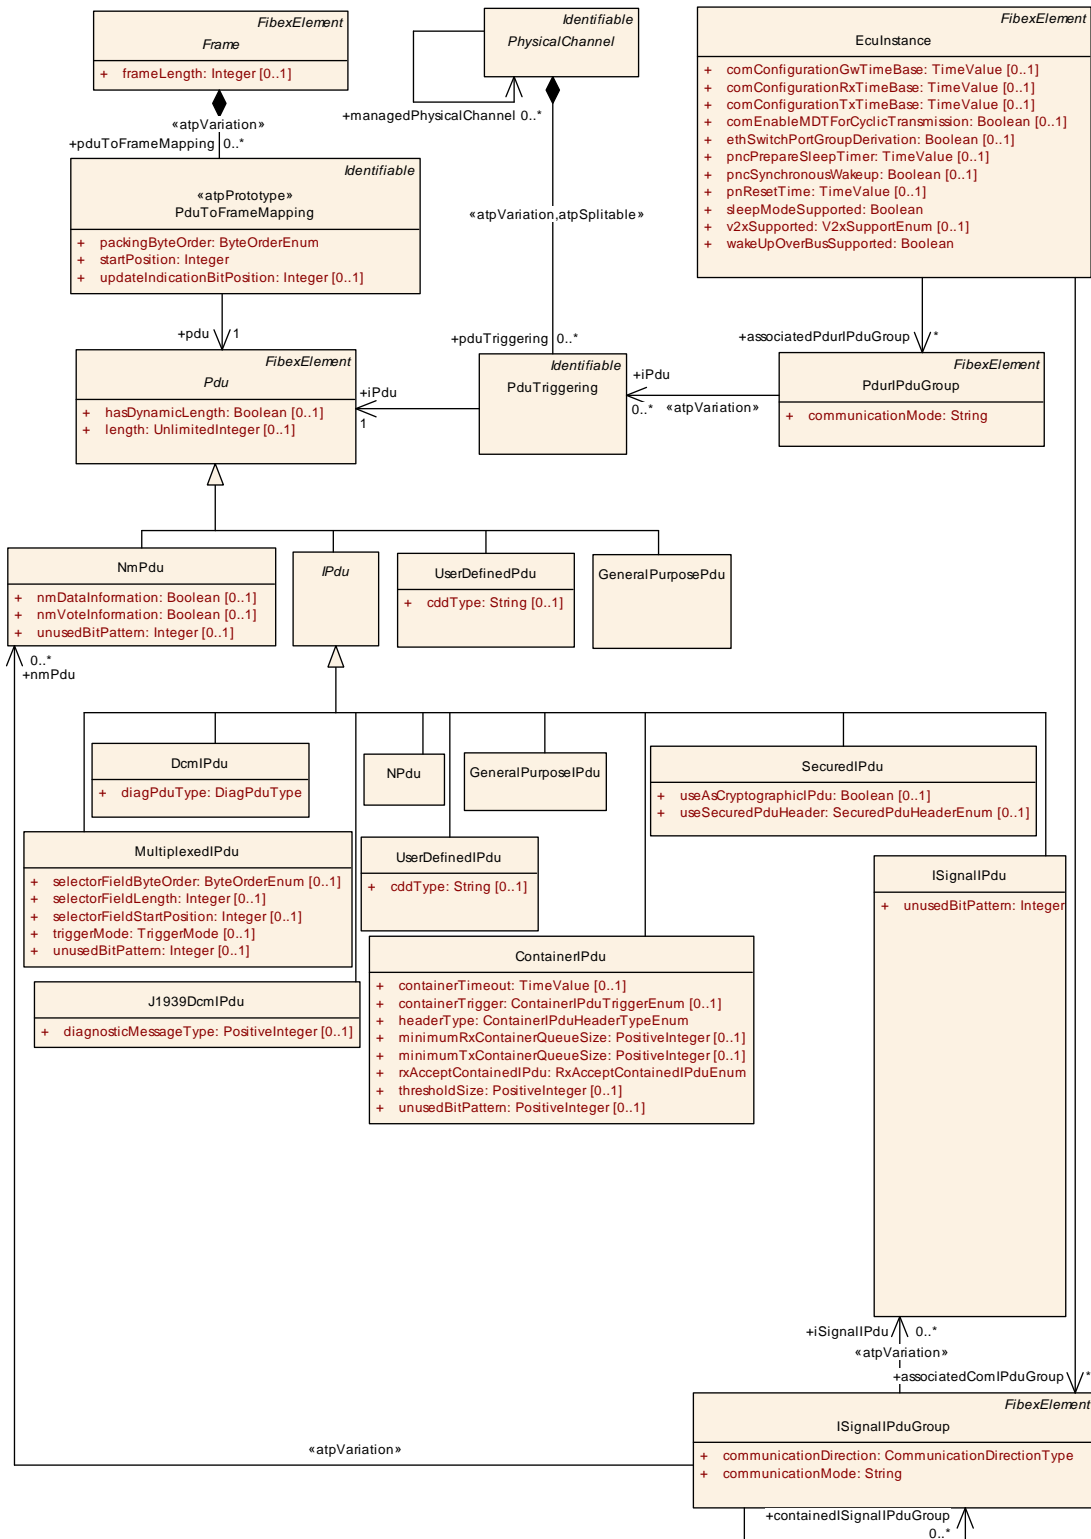 FibexElement
Frame
+ frameLength: Integer [0..1]
Identifiable
PhysicalChannel
FibexElement
EcuInstance
+ comConfigurationGwTimeBase: TimeValue [0..1]
+ comConfigurationRxTimeBase: TimeValue [0..1]
+ comConfigurationTxTimeBase: TimeValue [0..1]
+ comEnableMDTForCyclicTransmission: Boolean [0..1]
+ ethSwitchPortGroupDerivation: Boolean [0..1]
+ pncPrepareSleepTimer: TimeValue [0..1]
+ pncSynchronousWakeup: Boolean [0..1]
+ pnResetTime: TimeValue [0..1]
+ sleepModeSupported: Boolean
+ v2xSupported: V2xSupportEnum [0..1]
+ wakeUpOverBusSupported: Boolean
+managedPhysicalChannel 0..*
«atpVariation»
+pduToFrameMapping 0..*
Identifiable
«atpPrototype»
PduToFrameMapping
+ packingByteOrder: ByteOrderEnum
+ startPosition: Integer
+ updateIndicationBitPosition: Integer [0..1]
«atpVariation,atpSplitable»
+pdu 1
+pduTriggering 0..*
+associatedPdurIPduGroup *
FibexElement
Pdu
+ hasDynamicLength: Boolean [0..1]
+ length: UnlimitedInteger [0..1]
+iPdu
1
Identifiable
PduTriggering
+iPdu
0..* «atpVariation»
FibexElement
PdurIPduGroup
+ communicationMode: String
NmPdu
+ nmDataInformation: Boolean [0..1]
+ nmVoteInformation: Boolean [0..1]
+ unusedBitPattern: Integer [0..1]
IPdu
UserDefinedPdu
+ cddType: String [0..1]
GeneralPurposePdu
0..*
+nmPdu
DcmIPdu
+ diagPduType: DiagPduType
NPdu
GeneralPurposeIPdu
SecuredIPdu
+ useAsCryptographicIPdu: Boolean [0..1]
+ useSecuredPduHeader: SecuredPduHeaderEnum [0..1]
MultiplexedIPdu
+ selectorFieldByteOrder: ByteOrderEnum [0..1]
+ selectorFieldLength: Integer [0..1]
+ selectorFieldStartPosition: Integer [0..1]
+ triggerMode: TriggerMode [0..1]
+ unusedBitPattern: Integer [0..1]
UserDefinedIPdu
+ cddType: String [0..1]
ISignalIPdu
+ unusedBitPattern: Integer
J1939DcmIPdu
+ diagnosticMessageType: PositiveInteger [0..1]
ContainerIPdu
+ containerTimeout: TimeValue [0..1]
+ containerTrigger: ContainerIPduTriggerEnum [0..1]
+ headerType: ContainerIPduHeaderTypeEnum
+ minimumRxContainerQueueSize: PositiveInteger [0..1]
+ minimumTxContainerQueueSize: PositiveInteger [0..1]
+ rxAcceptContainedIPdu: RxAcceptContainedIPduEnum
+ thresholdSize: PositiveInteger [0..1]
+ unusedBitPattern: PositiveInteger [0..1]
+iSignalIPdu 0..*
«atpVariation»
+associatedComIPduGroup *
FibexElement
ISignalIPduGroup
+ communicationDirection: CommunicationDirectionType
+ communicationMode: String
«atpVariation»
+containedISignalIPduGroup
0..*